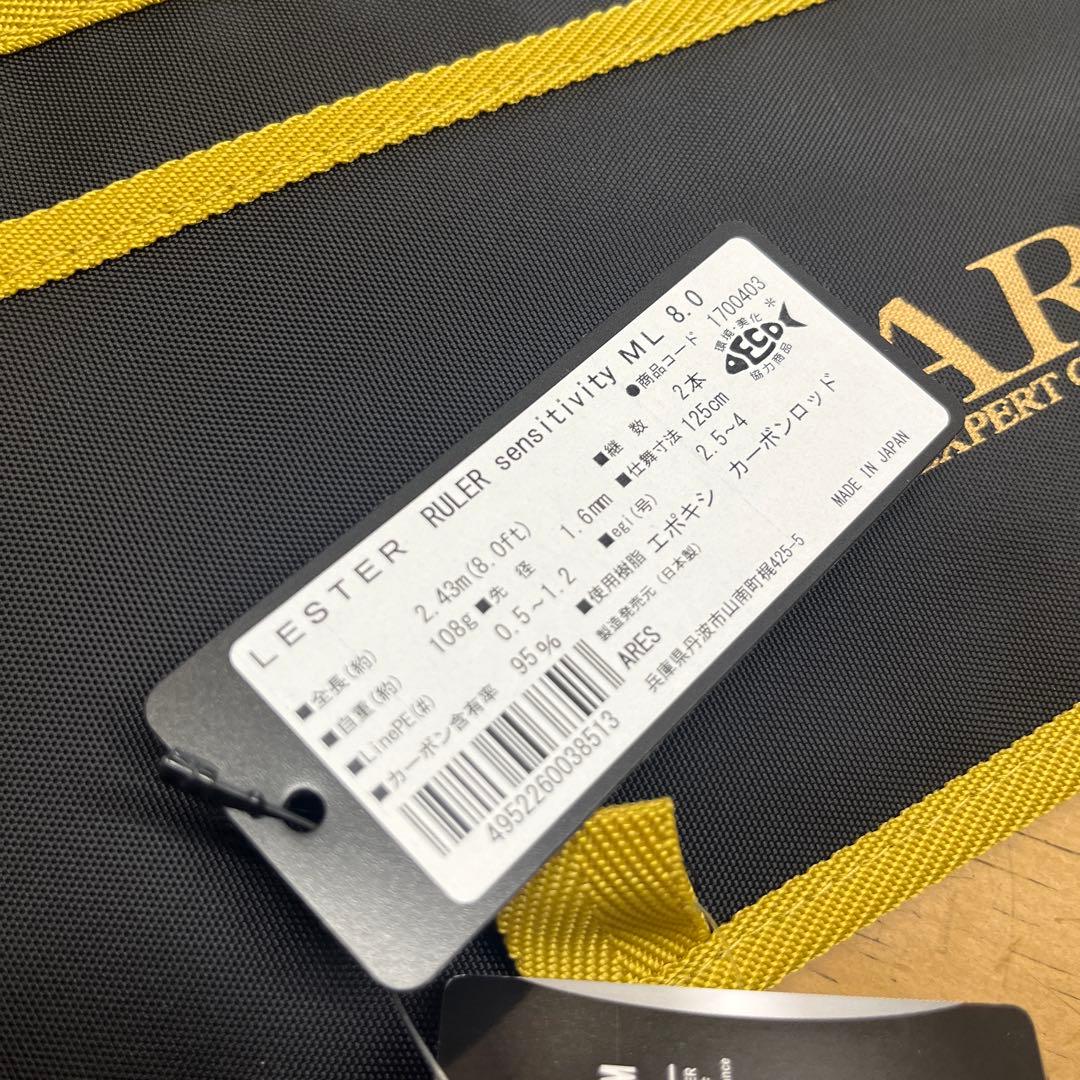 LESTER RULER sensitivity ML 8.0
●商品コード 1700403
■全長(約) 2.43m(8.0ft) ■継数 2本
■自重(約) 108g ■先径 1.6mm ■仕舞寸法 125cm
■LinePE(#) 0.5~1.2 ■egi(号) 2.5~4
■カーボン含有率 95% ■使用樹脂 エポキシ カーボンロッド
環境・美化
ECO
協力商品
製造発売元(日本製)
ARES
兵庫県丹波市山南町梶425-5
MADE IN JAPAN
4952260038513
AR
EXPERT